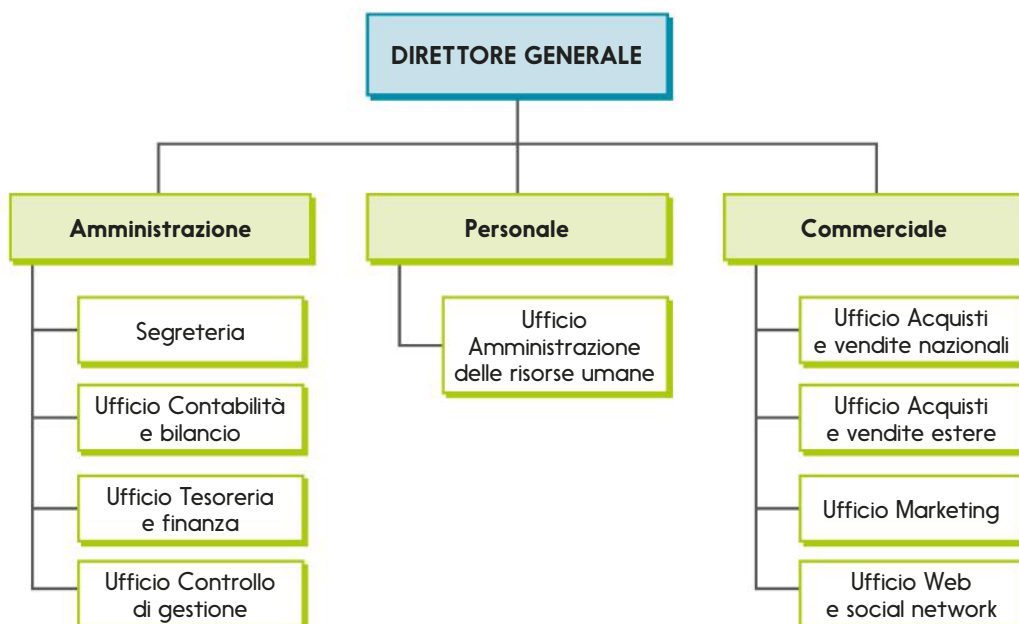 DIRETTORE GENERALE
Amministrazione
Segreteria
Ufficio Contabilità
e bilancio
Ufficio Tesoreria
e finanza
Ufficio Controllo
di gestione
Personale
Ufficio
Amministrazione
delle risorse umane
Commerciale
Ufficio Acquisti
e vendite nazionali
Ufficio Acquisti
e vendite estere
Ufficio Marketing
Ufficio Web
e social network